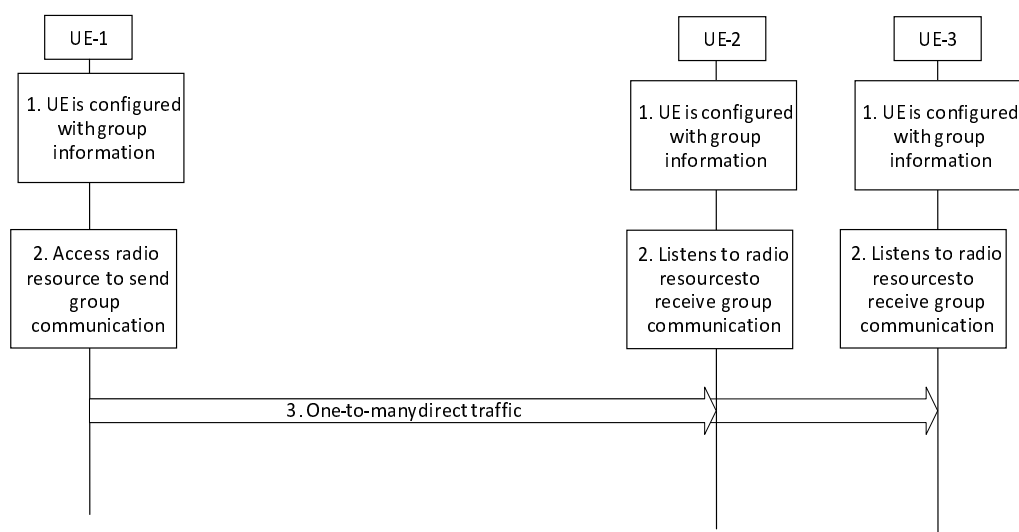 UE-1
UE-2
UE-3
1. UE is configured
with group
information
1. UE is configured
with group
information
1. UE is configured
with group
information
2. Access radio
resource to send
group
communication
2. Listens to radio
resourcesto
receive group
communication
2. Listens to radio
resourcesto
receive group
communication
3. One-to-many direct traffic